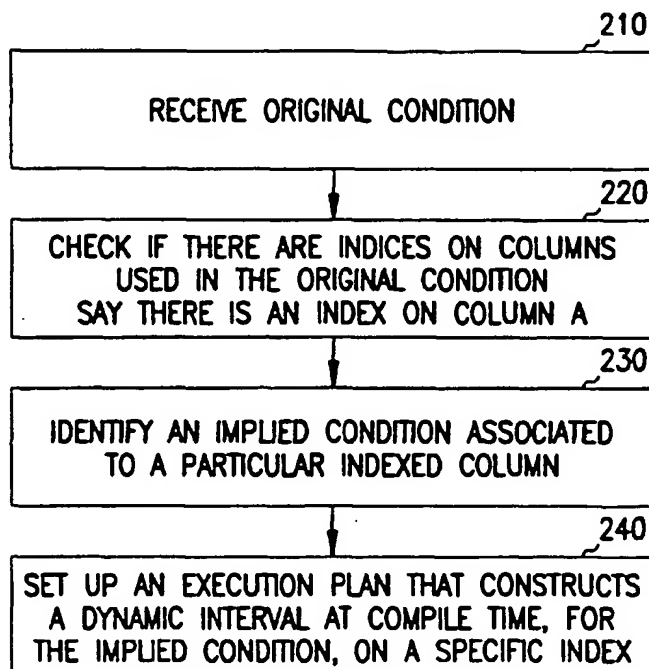 210
RECEIVE ORIGINAL CONDITION
220
CHECK IF THERE ARE INDICES ON COLUMNS
USED IN THE ORIGINAL CONDITION
SAY THERE IS AN INDEX ON COLUMN A
230
IDENTIFY AN IMPLIED CONDITION ASSOCIATED
TO A PARTICULAR INDEXED COLUMN
240
SET UP AN EXECUTION PLAN THAT CONSTRUCTS
A DYNAMIC INTERVAL AT COMPILE TIME, FOR
THE IMPLIED CONDITION, ON A SPECIFIC INDEX